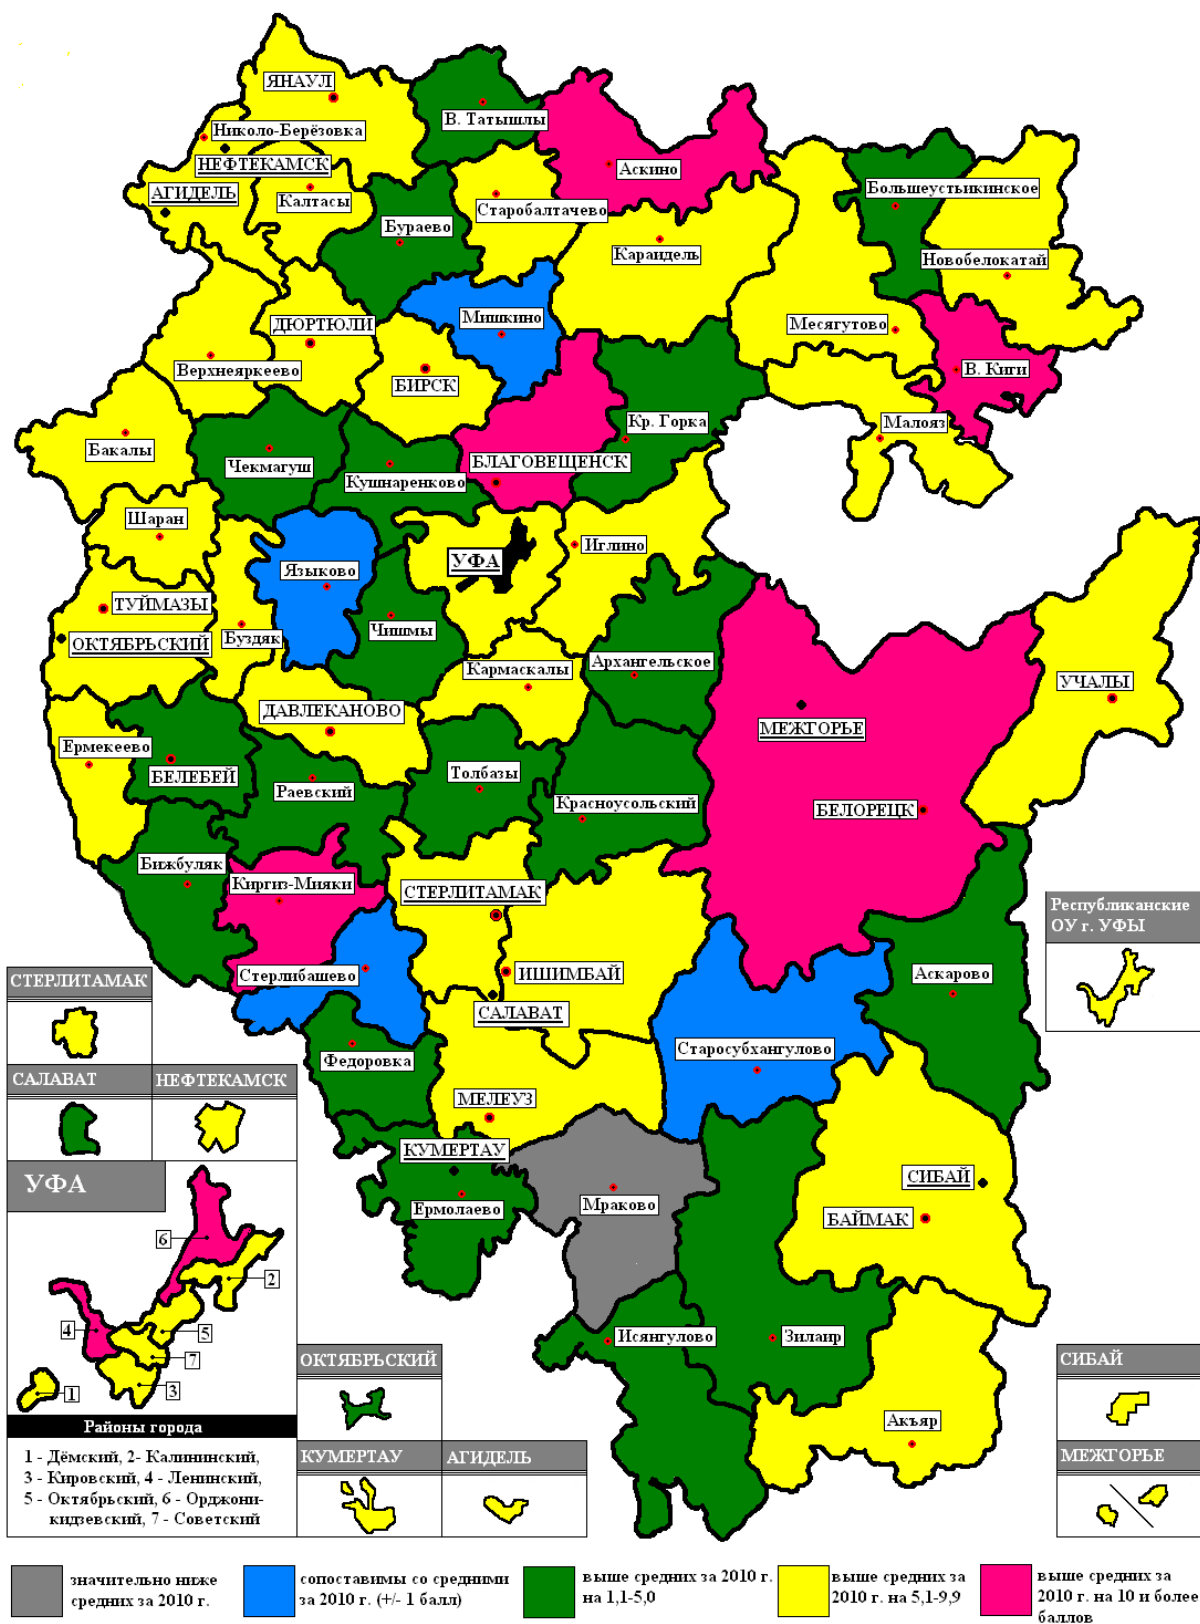 ЯНАУЛ
В. Татышлы
Николо-Берёзовка
НЕФТЕКАМСК
Аскино
АГИДЕЛЬ
Калтасы
Большеустьикинское
Старобалтачево
Бураево
Караидель
Новобелокатай
Мишкино
ДЮРТЮЛИ
Месягутово
Верхнеяркеево
В. Киги
БИРСК
Малояз
Кр. Горка
Бакалы
Чекмагуш
БЛАГОВЕЩЕНСК
Кушнаренково
Шаран
Иглино
УФА
Языково
ТУЙМАЗЫ
Чишмы
Буздяк
ОКТЯБРЬСКИЙ
Кармаскалы
Архангельское
УЧАЛЫ
ДАВЛЕКАНОВО
МЕЖГОРЬЕ
Ермекеево
БЕЛЕБЕЙ
Толбазы
Раевский
Красноусольский
БЕЛОРЕЦК
Бижбуляк
Киргиз-Мияки
СТЕРЛИТАМАК
Республиканские
ОУ г. УФЫ
Стерлибашево
ИШИМБАЙ
Аскарово
СТЕРЛИТАМАК
САЛАВАТ
Старосубхангулово
Федоровка
САЛАВАТ
НЕФТЕКАМСК
МЕЛЕУЗ
КУМЕРТАУ
СИБАЙ
УФА
Ермолаево
Мраково
БАЙМАК
6
2
4
5
7
1
3
Исянгулово
Зилаир
ОКТЯБРЬСКИЙ
СИБАЙ
Акъяр
Районы города
1 - Дёмский, 2- Калининский,
3 - Кировский, 4 - Ленинский,
5 - Октябрьский, 6 - Орджони-
кидзевский, 7 - Советский
КУМЕРТАУ
АГИДЕЛЬ
МЕЖГОРЬЕ
значительно ниже
средних за 2010 г.
сопоставимы со средними
за 2010 г. (+/- 1 балл)
выше средних за 2010 г.
на 1,1-5,0
выше средних за
2010 г. на 5,1-9,9
выше средних за
2010 г. на 10 и более
баллов